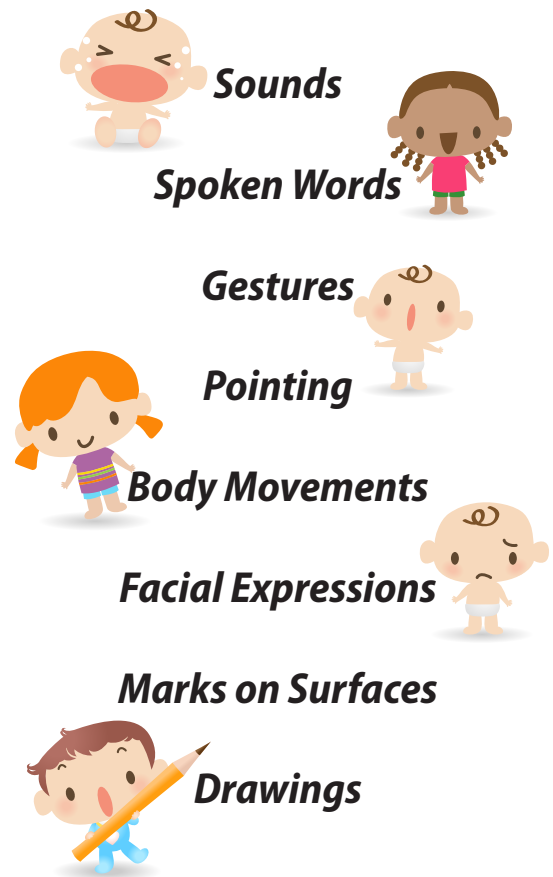 Sounds
Spoken Words
Gestures
Pointing
Body Movements
Facial Expressions
Marks on Surfaces
Drawings